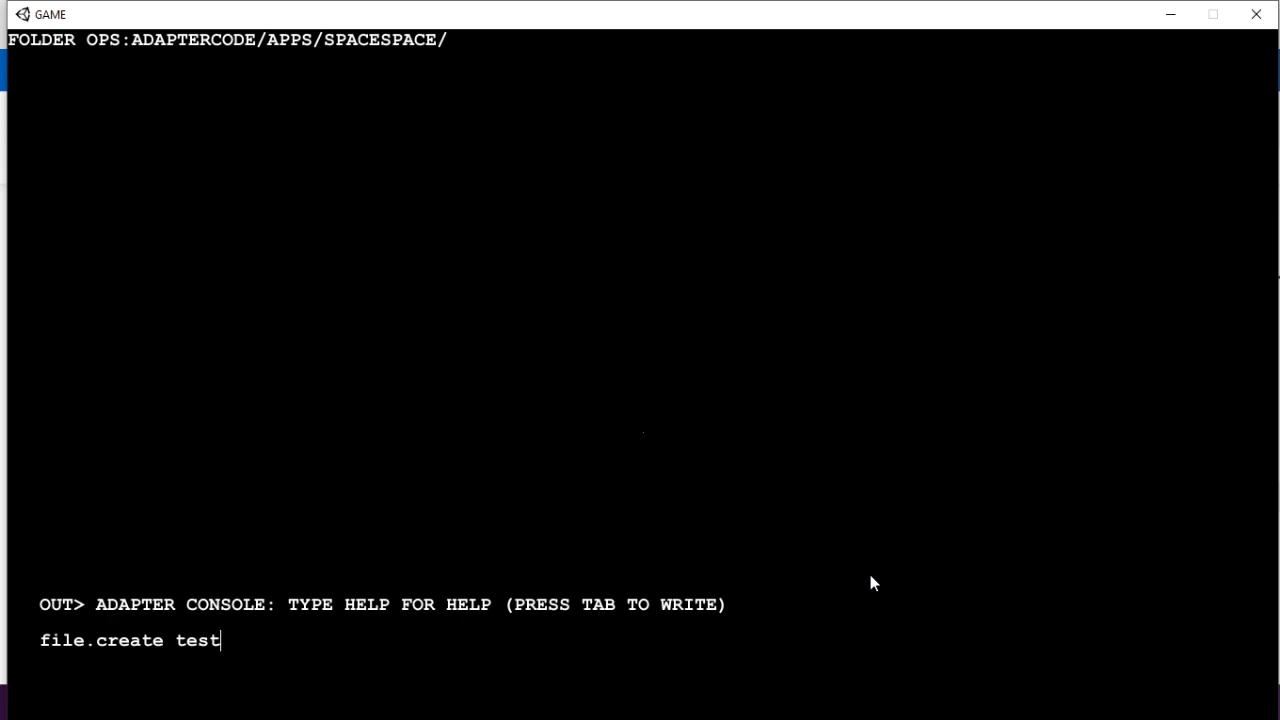 GAME
FOLDER OPS:ADAPTERCODE/APPS/SPACESPACE/
OUT> ADAPTER CONSOLE: TYPE HELP FOR HELP (PRESS TAB TO WRITE)
file.create test